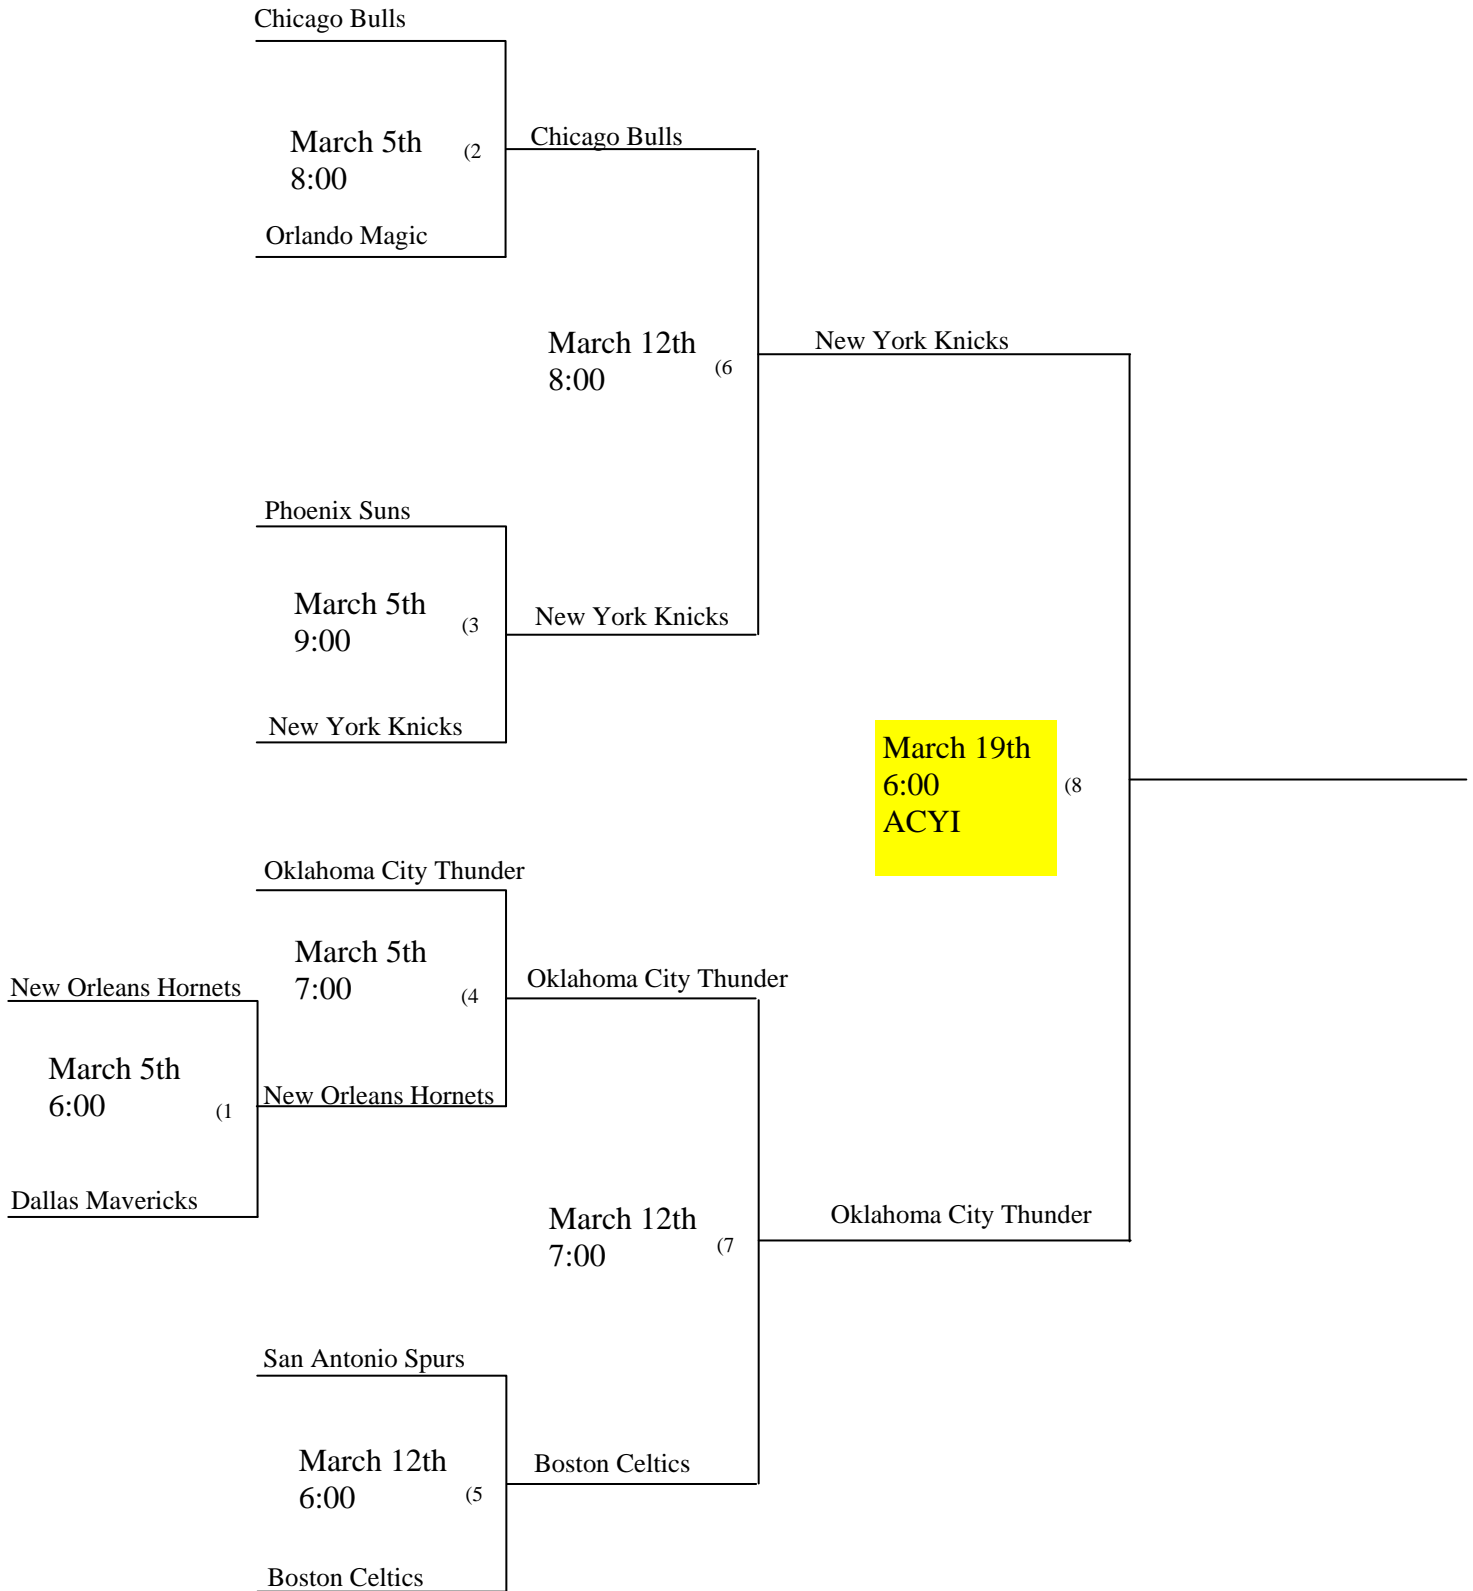 Chicago Bulls
March 5th
8:00
(2
Chicago Bulls
Orlando Magic
March 12th
8:00
(6
New York Knicks
Phoenix Suns
March 5th
9:00
(3
New York Knicks
New York Knicks
March 19th
6:00
ACYI
(8
Oklahoma City Thunder
March 5th
7:00
(4
Oklahoma City Thunder
New Orleans Hornets
March 5th
6:00
(1
New Orleans Hornets
Dallas Mavericks
March 12th
7:00
(7
Oklahoma City Thunder
San Antonio Spurs
March 12th
6:00
(5
Boston Celtics
Boston Celtics